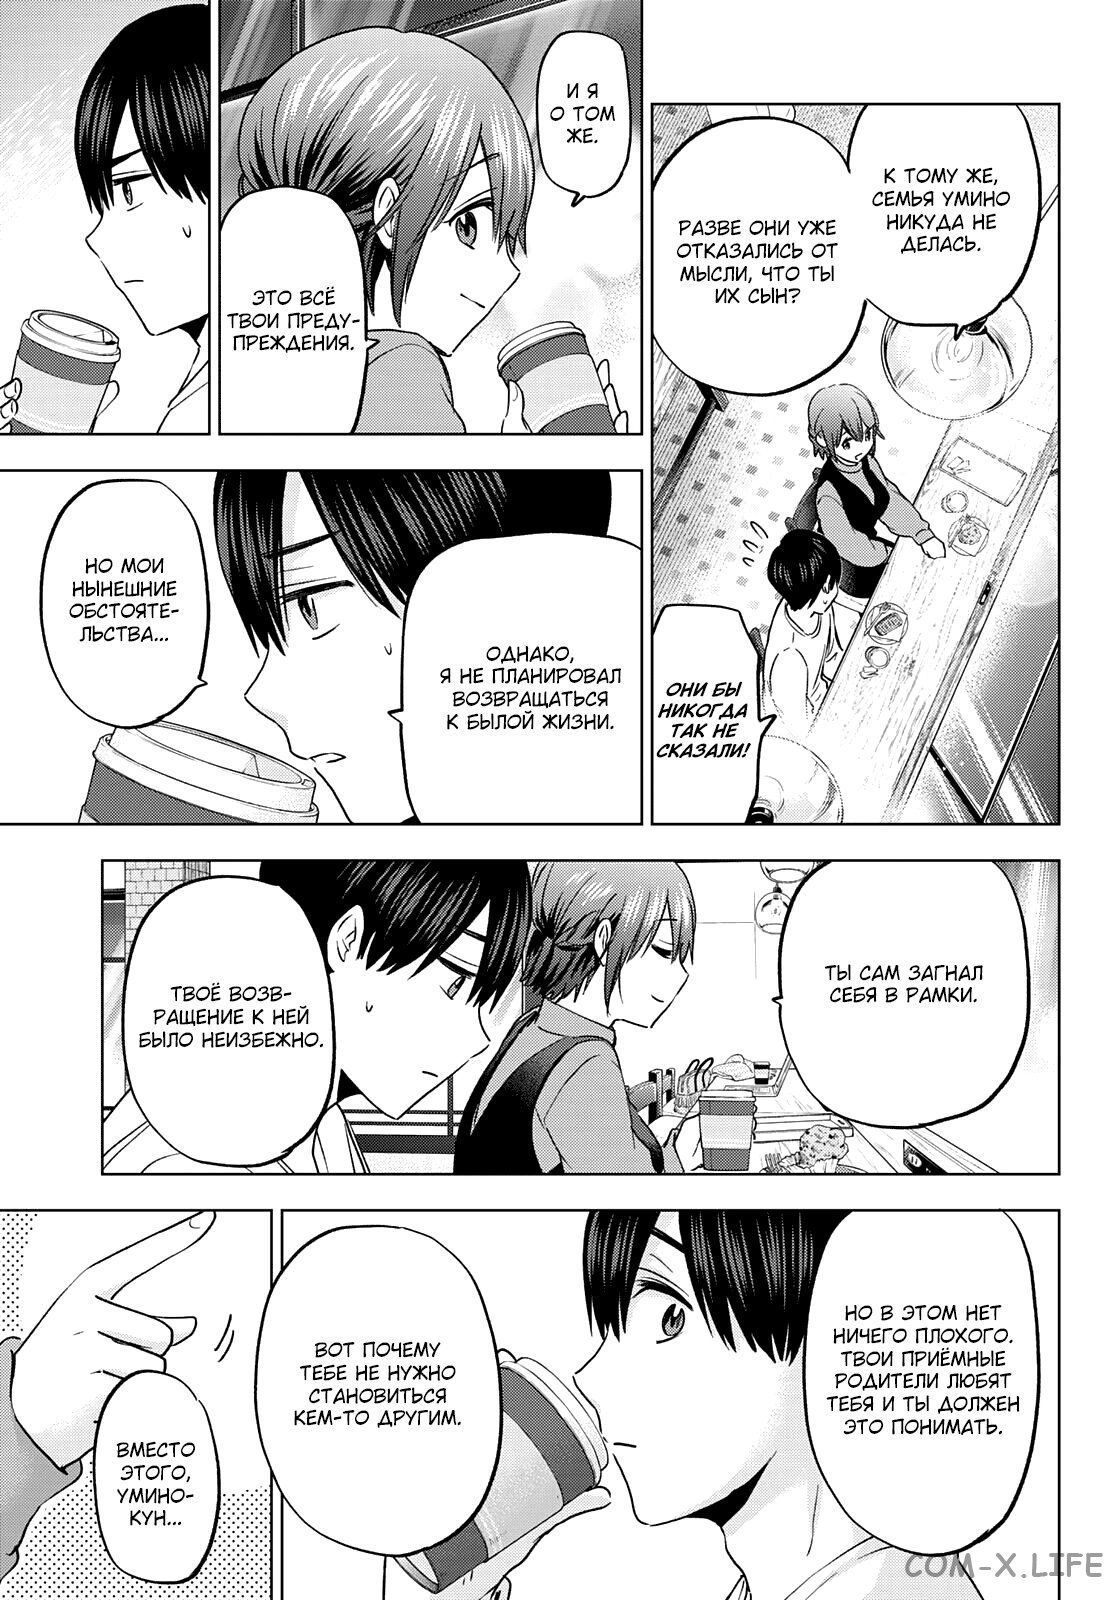 К ТОМУ ЖЕ,
СЕМЬЯ УМИНО
НИКУДА НЕ
ДЕЛАСЬ.
РАЗВЕ ОНИ УЖЕ
ОТКАЗАЛИСЬ ОТ
МЫСЛИ, ЧТО ТЫ
ИХ СЫН?
ОНИ БЫ
НИКОГДА
ТАК НЕ
СКАЗАЛИ!
И Я
О ТОМ
ЖЕ.
ЭТО ВСЁ
ТВОИ ПРЕДУ-
ПРЕЖДЕНИЯ.
ОДНАКО,
Я НЕ ПЛАНИРОВАЛ
ВОЗВРАЩАТЬСЯ
К БЫЛОЙ ЖИЗНИ.
НО МОИ
НЫНЕШНИЕ
ОБСТОЯТЕ-
ЛЬСТВА...
ТЫ САМ ЗАГНАЛ
СЕБЯ В РАМКИ.
ТВОЁ ВОЗВ-
РАЩЕНИЕ К НЕЙ
БЫЛО НЕИЗБЕЖНО.
НО В ЭТОМ НЕТ
НИЧЕГО ПЛОХОГО.
ТВОИ ПРИЁМНЫЕ
РОДИТЕЛИ ЛЮБЯТ
ТЕБЯ И ТЫ ДОЛЖЕН
ЭТО ПОНИМАТЬ.
ВОТ ПОЧЕМУ
ТЕБЕ НЕ НУЖНО
СТАНОВИТЬСЯ
КЕМ-ТО ДРУГИМ.
ВМЕСТО
ЭТОГО,
УМИНО-
КУН...
COM-X.LIFE